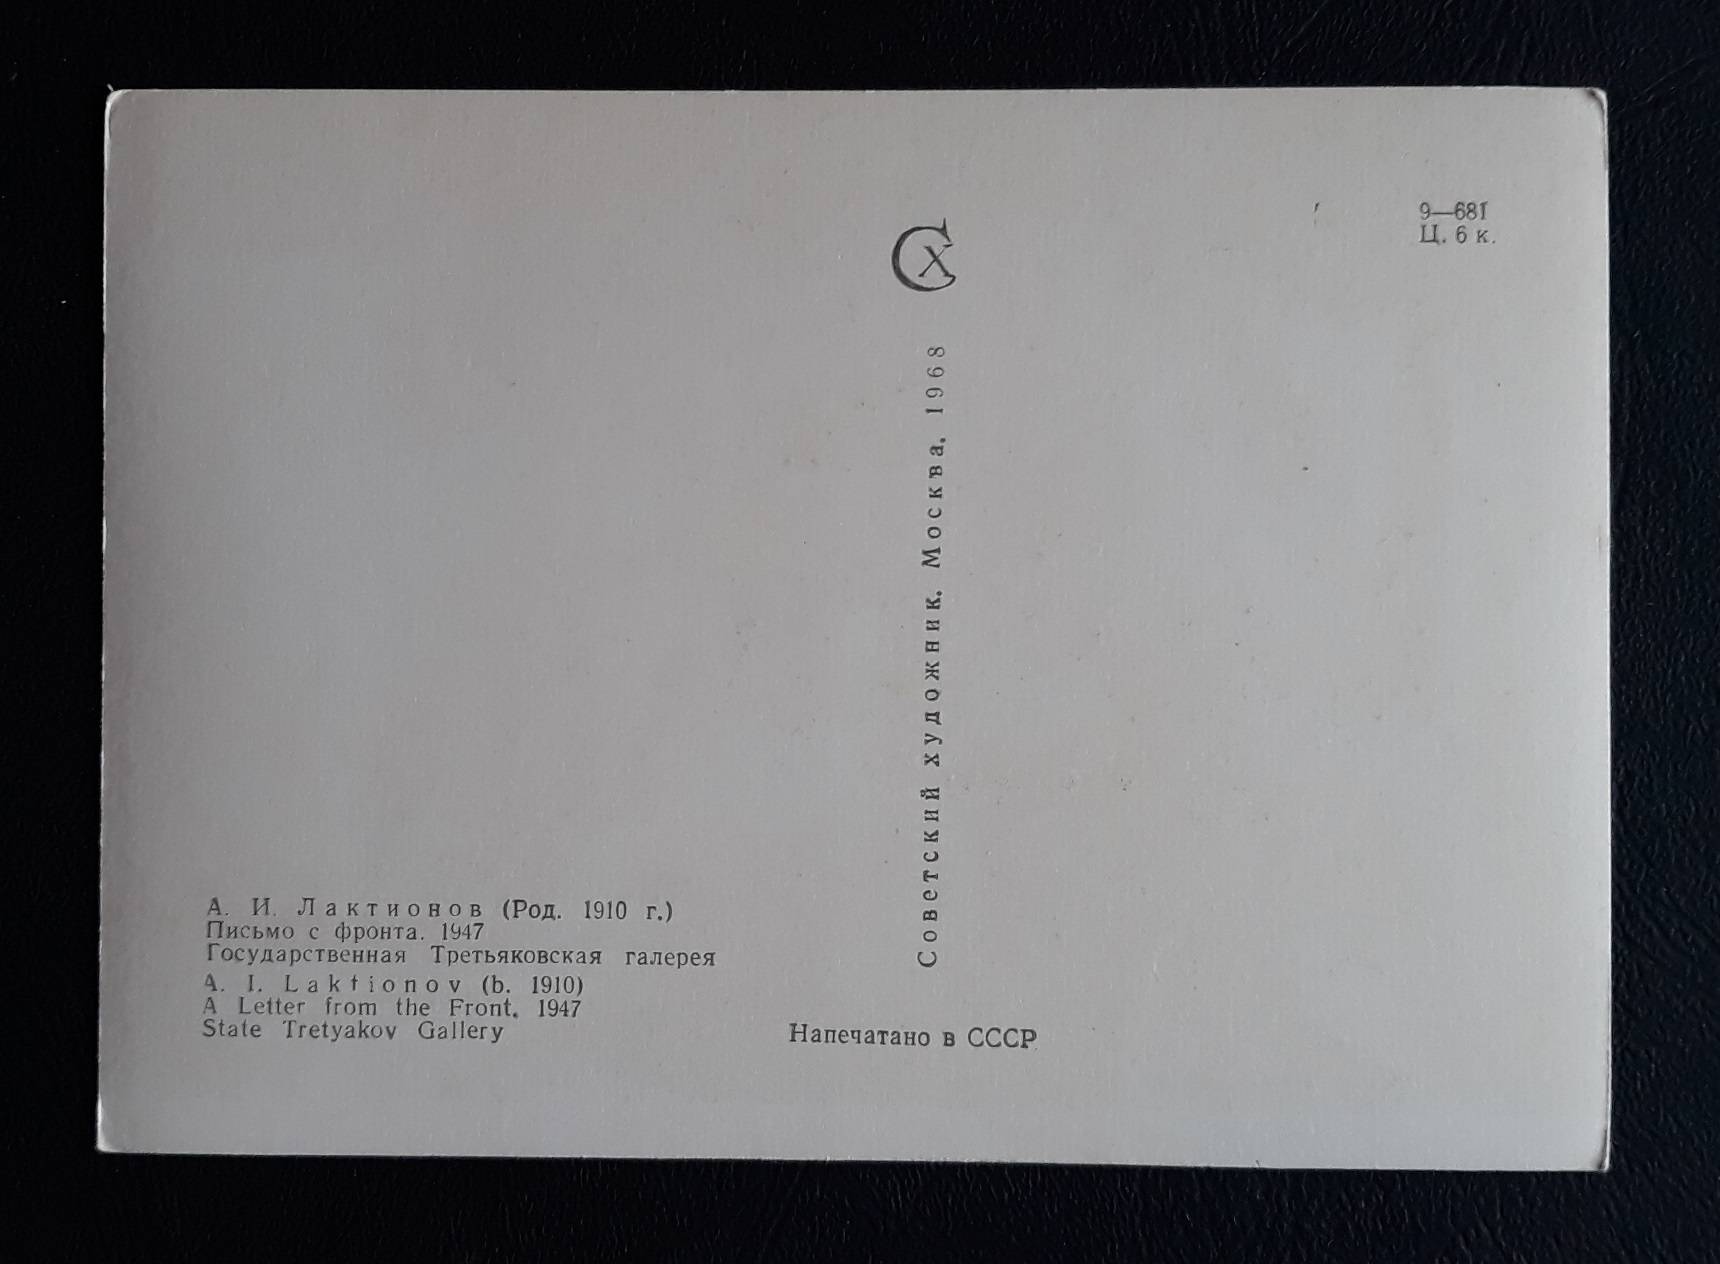 9—681
Ц. 6 к.
Сх
Советский художник. Москва. 1968
А. И. Лактионов (Род. 1910 г.)
Письмо с фронта. 1947
Государственная Третьяковская галерея
A. I. Laktionov (b. 1910)
A Letter from the Front. 1947
State Tretyakov Gallery
Напечатано в СССР